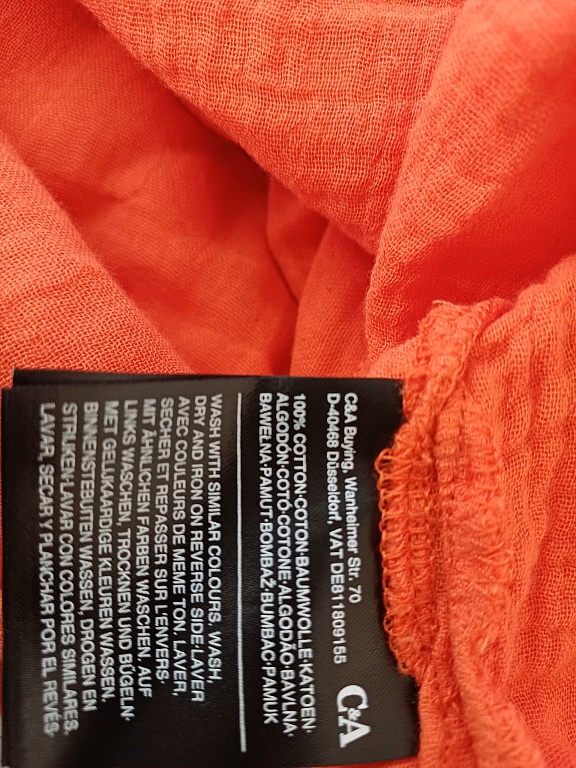 C&A
C&A Buying, Wanheimer Str. 70
D-40468 Düsseldorf, VAT DE811809155
100% COTTON·COTON·BAUMWOLLE·KATOEN·
ALGODÓN·COTÓ·COTONE·ALGODÃO·BAVLNA·
BAWEŁNA·PAMUT·BOMBAŽ·BUMBAC·PAMUK
WASH WITH SIMILAR COLOURS. WASH,
DRY AND IRON ON REVERSE SIDE·LAVER
AVEC COULEURS DE MEME TON. LAVER,
SECHER ET REPASSER SUR L'ENVERS·
MIT ÄHNLICHEN FARBEN WASCHEN. AUF
LINKS WASCHEN, TROCKNEN UND BÜGELN·
MET GELIJKAARDIGE KLEUREN WASSEN.
BINNENSTEBUITEN WASSEN, DROGEN EN
STRIJKEN·LAVAR CON COLORES SIMILARES.
LAVAR, SECAR Y PLANCHAR POR EL REVÉS·